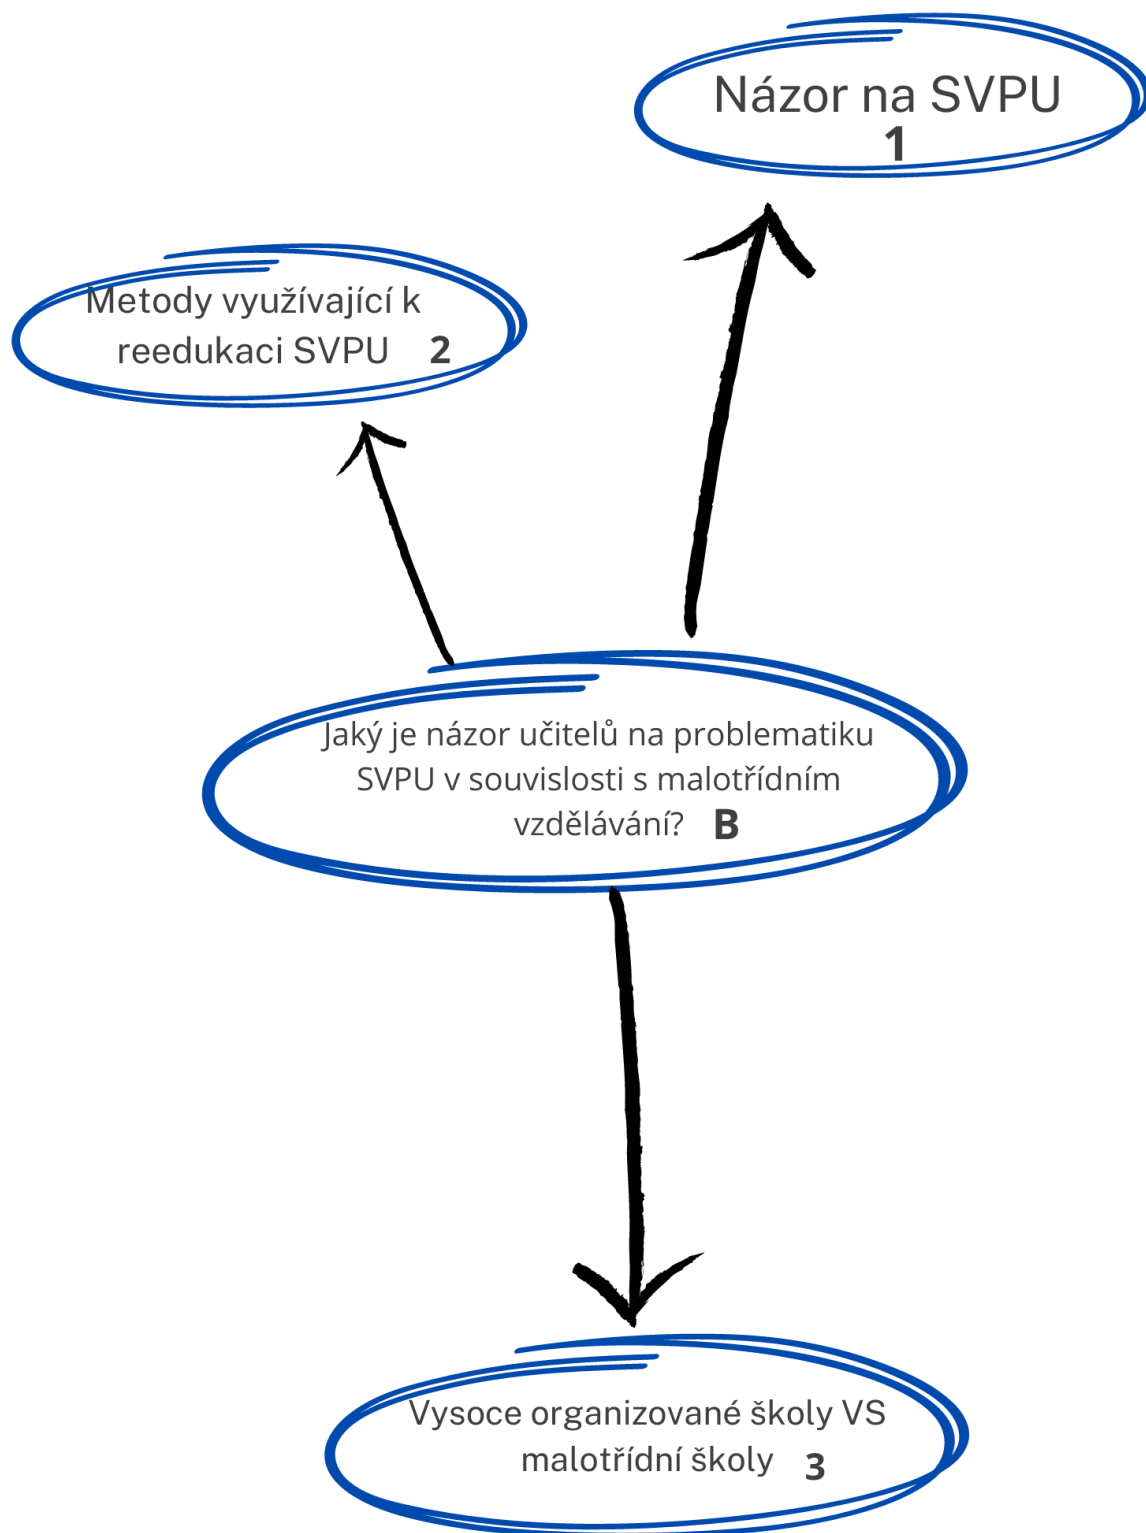 Názor na SVPU
1
Metody využívající k
reedukaci SVPU 2
Jaký je názor učitelů na problematiku
SVPU v souvislosti s malotřídním
vzdělávání? B
Vysoce organizované školy VS
malotřídní školy 3